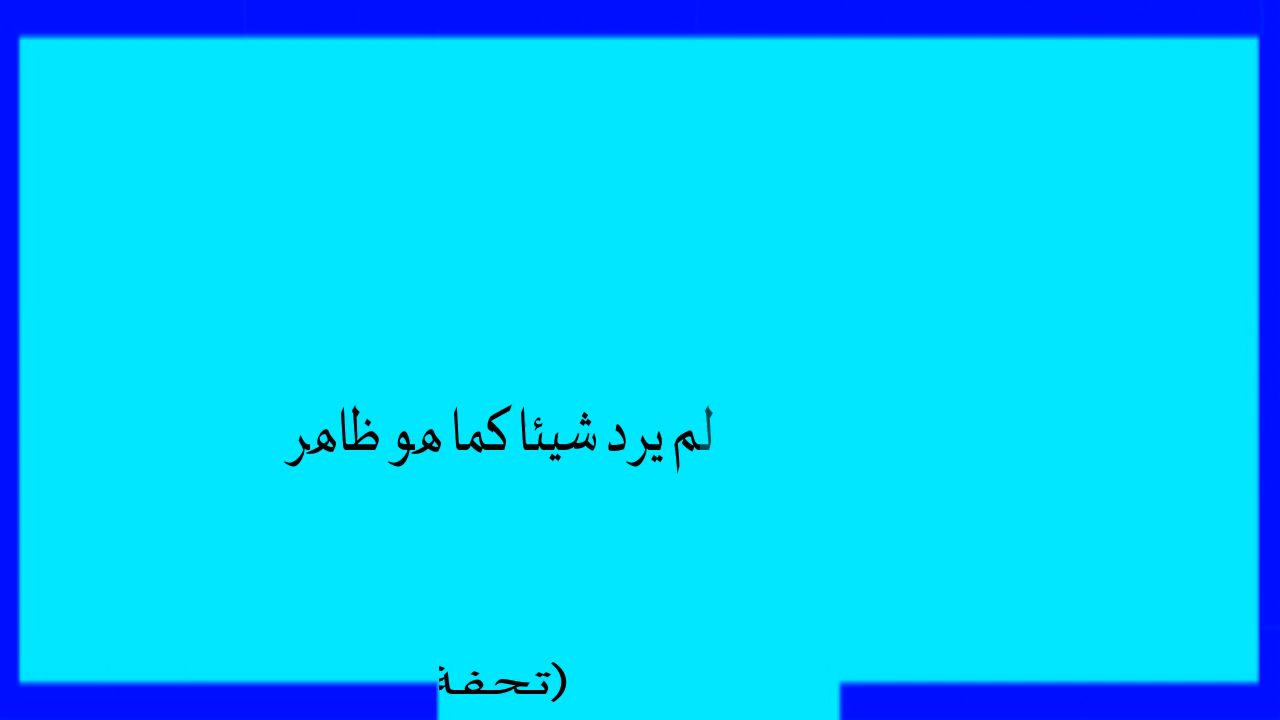 لم يرد شيئا كما هو ظاهر
(تحفة